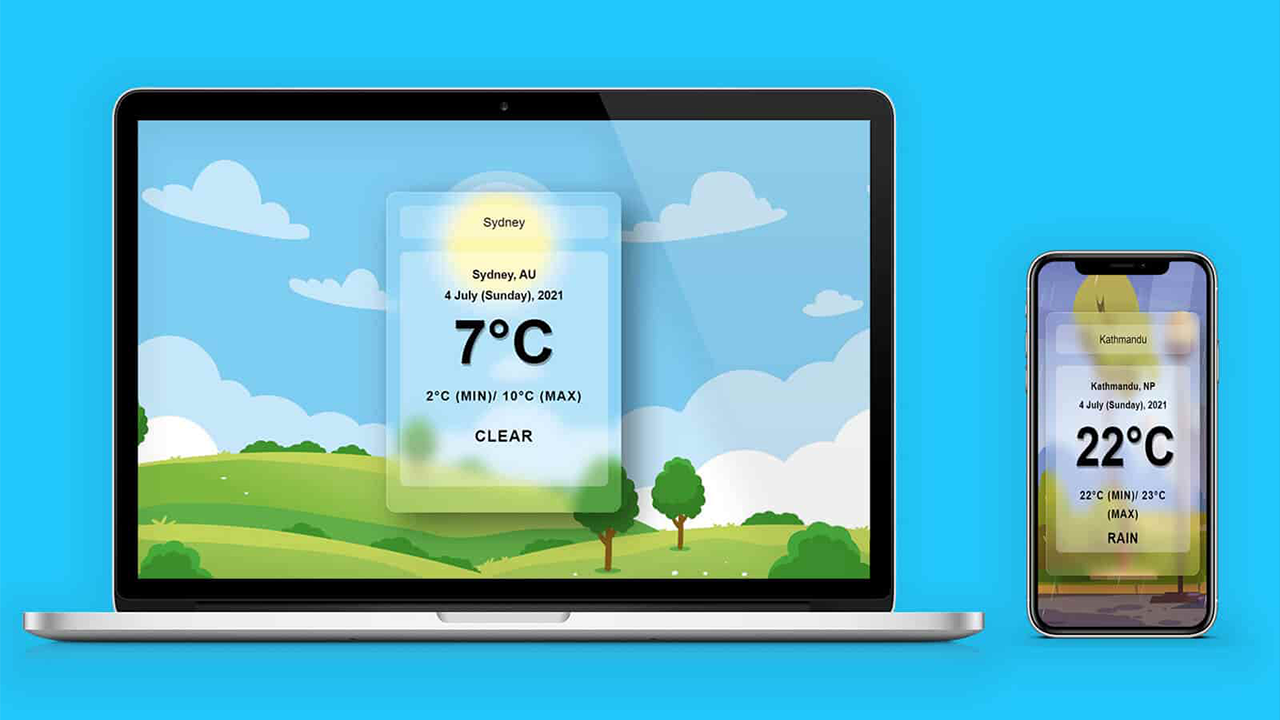 Sydney
Sydney, AU
4 July (Sunday), 2021
7°C
2°C (MIN)/ 10°C (MAX)
CLEAR
Kathmandu
Kathmandu, NP
4 July (Sunday), 2021
22°C
22°C (MIN)/ 23°C
(MAX)
RAIN